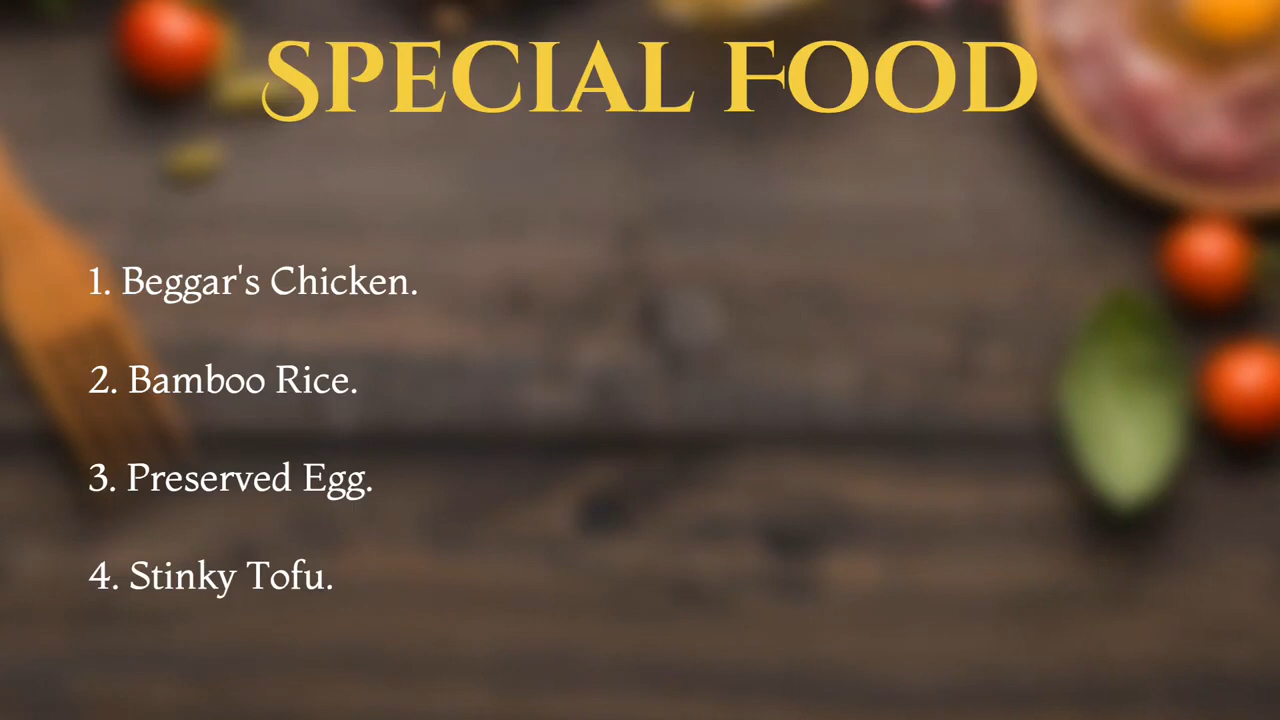 Special Food
1. Beggar's Chicken.
2. Bamboo Rice.
3. Preserved Egg.
4. Stinky Tofu.